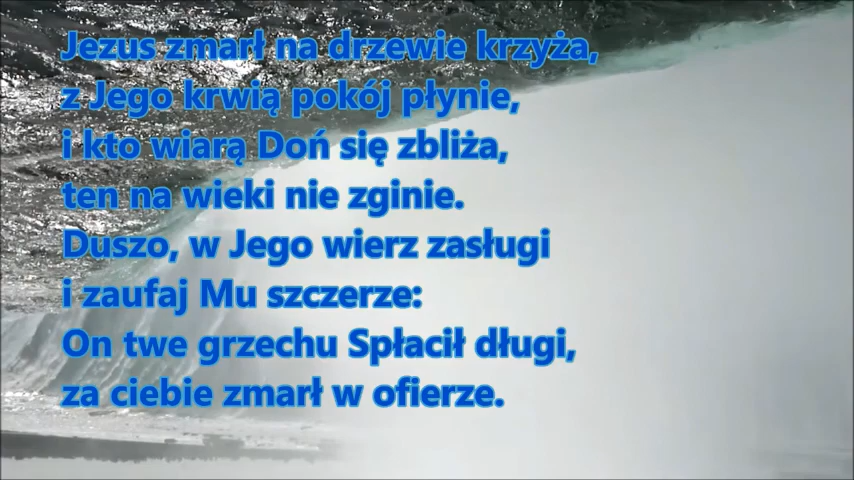 Jezus zmarł na drzewie krzyża,
z Jego krwią pokój płynie,
i kto wiarą Doń się zbliża,
ten na wieki nie zginie.
Duszo, w Jego wierz zasługi
i zaufaj Mu szczerze:
On twe grzechu Spłacił długi,
za ciebie zmarł w ofierze.